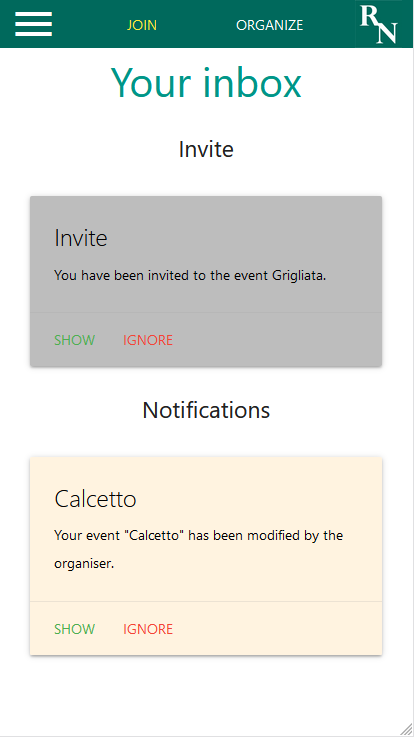 JOIN ORGANIZE RN
Your inbox
Invite
Invite
You have been invited to the event Grigliata.
SHOW IGNORE
Notifications
Calcetto
Your event "Calcetto" has been modified by the
organiser.
SHOW IGNORE